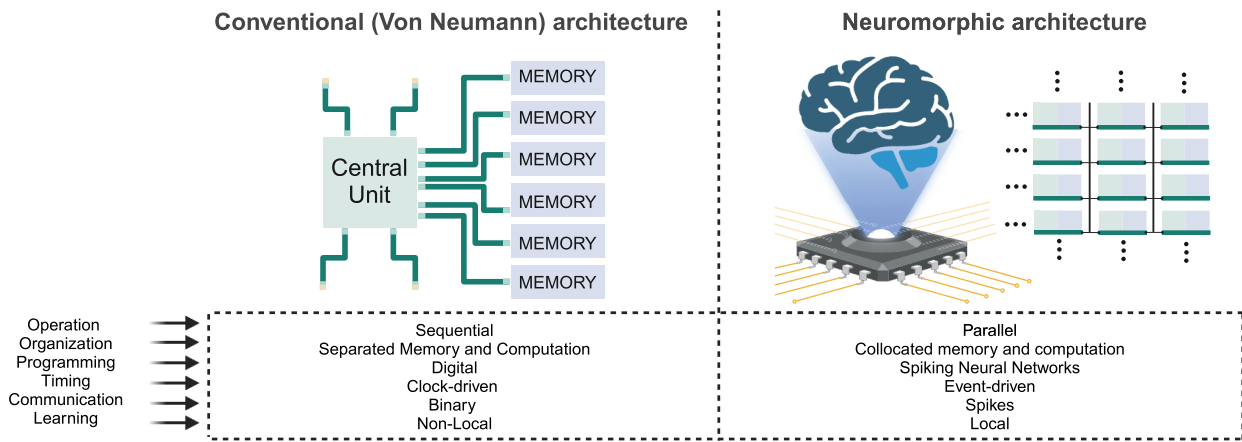 Conventional (Von Neumann) architecture
Neuromorphic architecture
Central
Unit
MEMORY
MEMORY
MEMORY
MEMORY
MEMORY
MEMORY
Operation
Organization
Programming
Timing
Communication
Learning
Sequential
Separated Memory and Computation
Digital
Clock-driven
Binary
Non-Local
Parallel
Collocated memory and computation
Spiking Neural Networks
Event-driven
Spikes
Local